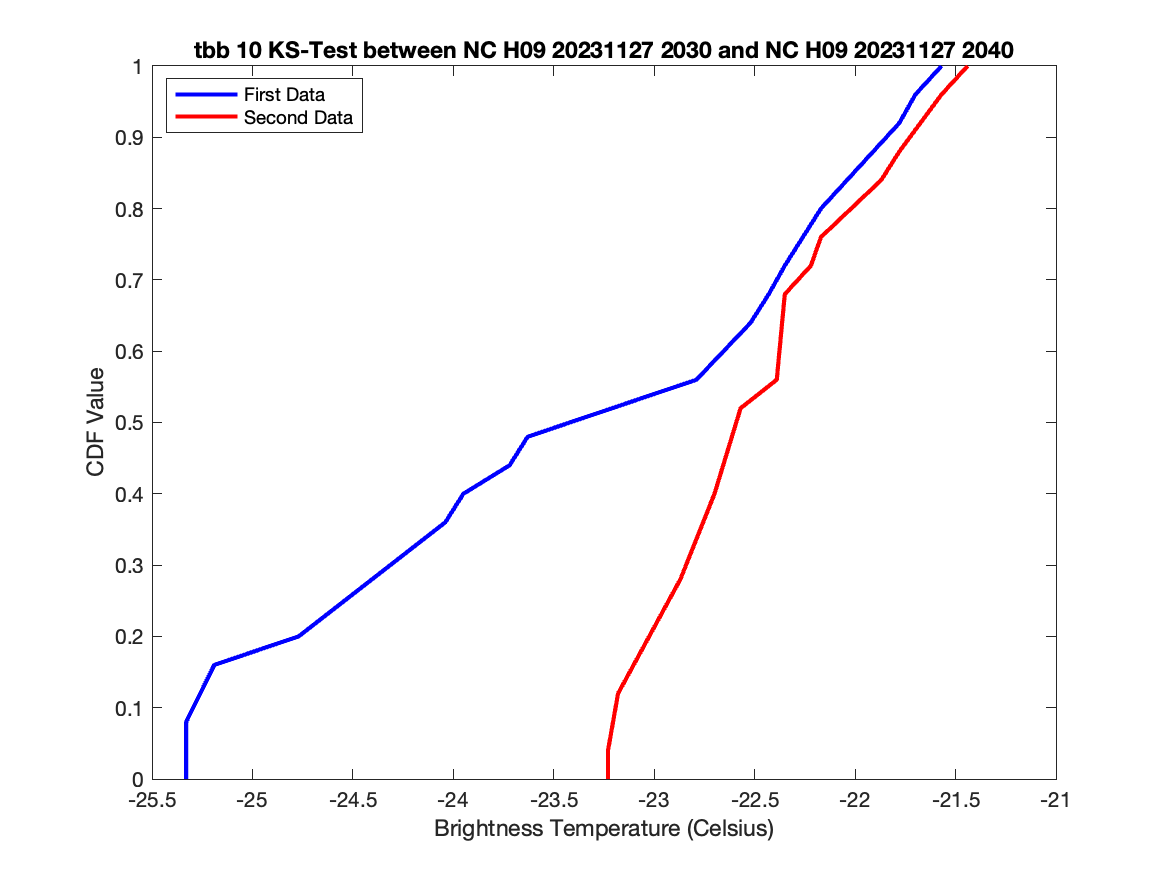 tbb 10 KS-Test between NC H09 20231127 2030 and NC H09 20231127 2040
First Data
Second Data
1
0.9
0.8
0.7
0.6
0.5
0.4
0.3
0.2
0.1
0
CDF Value
-25.5 -25 -24.5 -24 -23.5 -23 -22.5 -22 -21.5 -21
Brightness Temperature (Celsius)